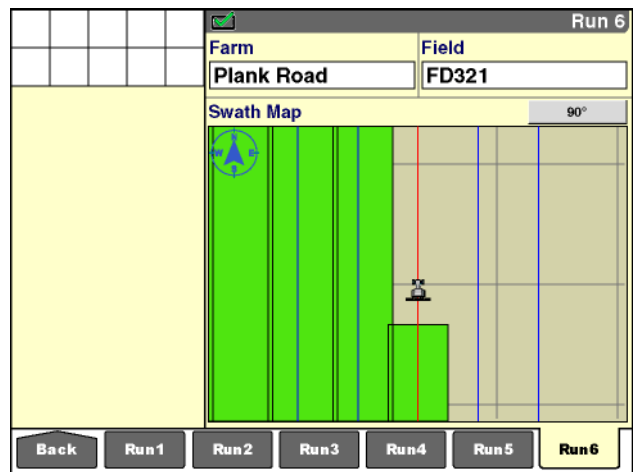 Run 6
Farm
Field
Plank Road
FD321
Swath Map
90°
N
W
E
S
Back
Run1
Run2
Run3
Run4
Run5
Run6